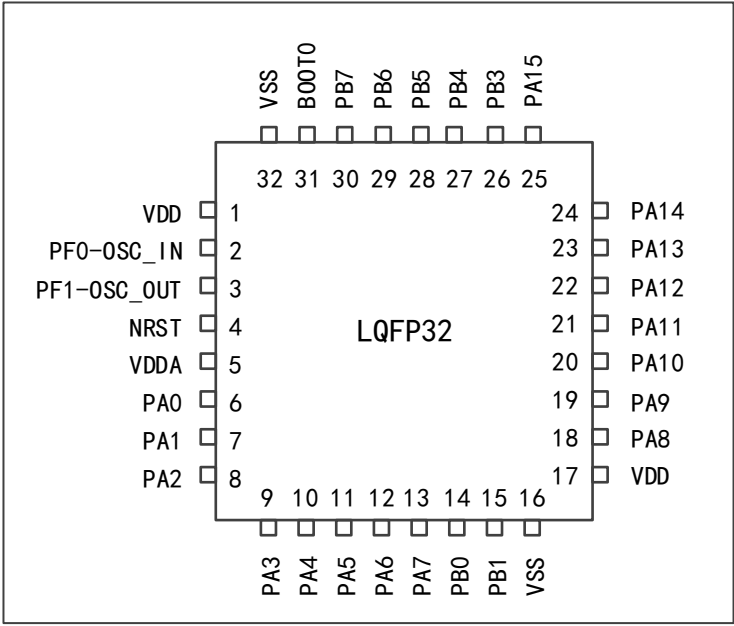 VSS
BOOT0
PB7
PB6
PB5
PB4
PB3
PA15
32 31 30 29 28 27 26 25
VDD 1
PF0-OSC_IN 2
PF1-OSC_OUT 3
NRST 4
VDDA 5
PA0 6
PA1 7
PA2 8
LQFP32
24 PA14
23 PA13
22 PA12
21 PA11
20 PA10
19 PA9
18 PA8
17 VDD
9 10 11 12 13 14 15 16
PA3
PA4
PA5
PA6
PA7
PB0
PB1
VSS